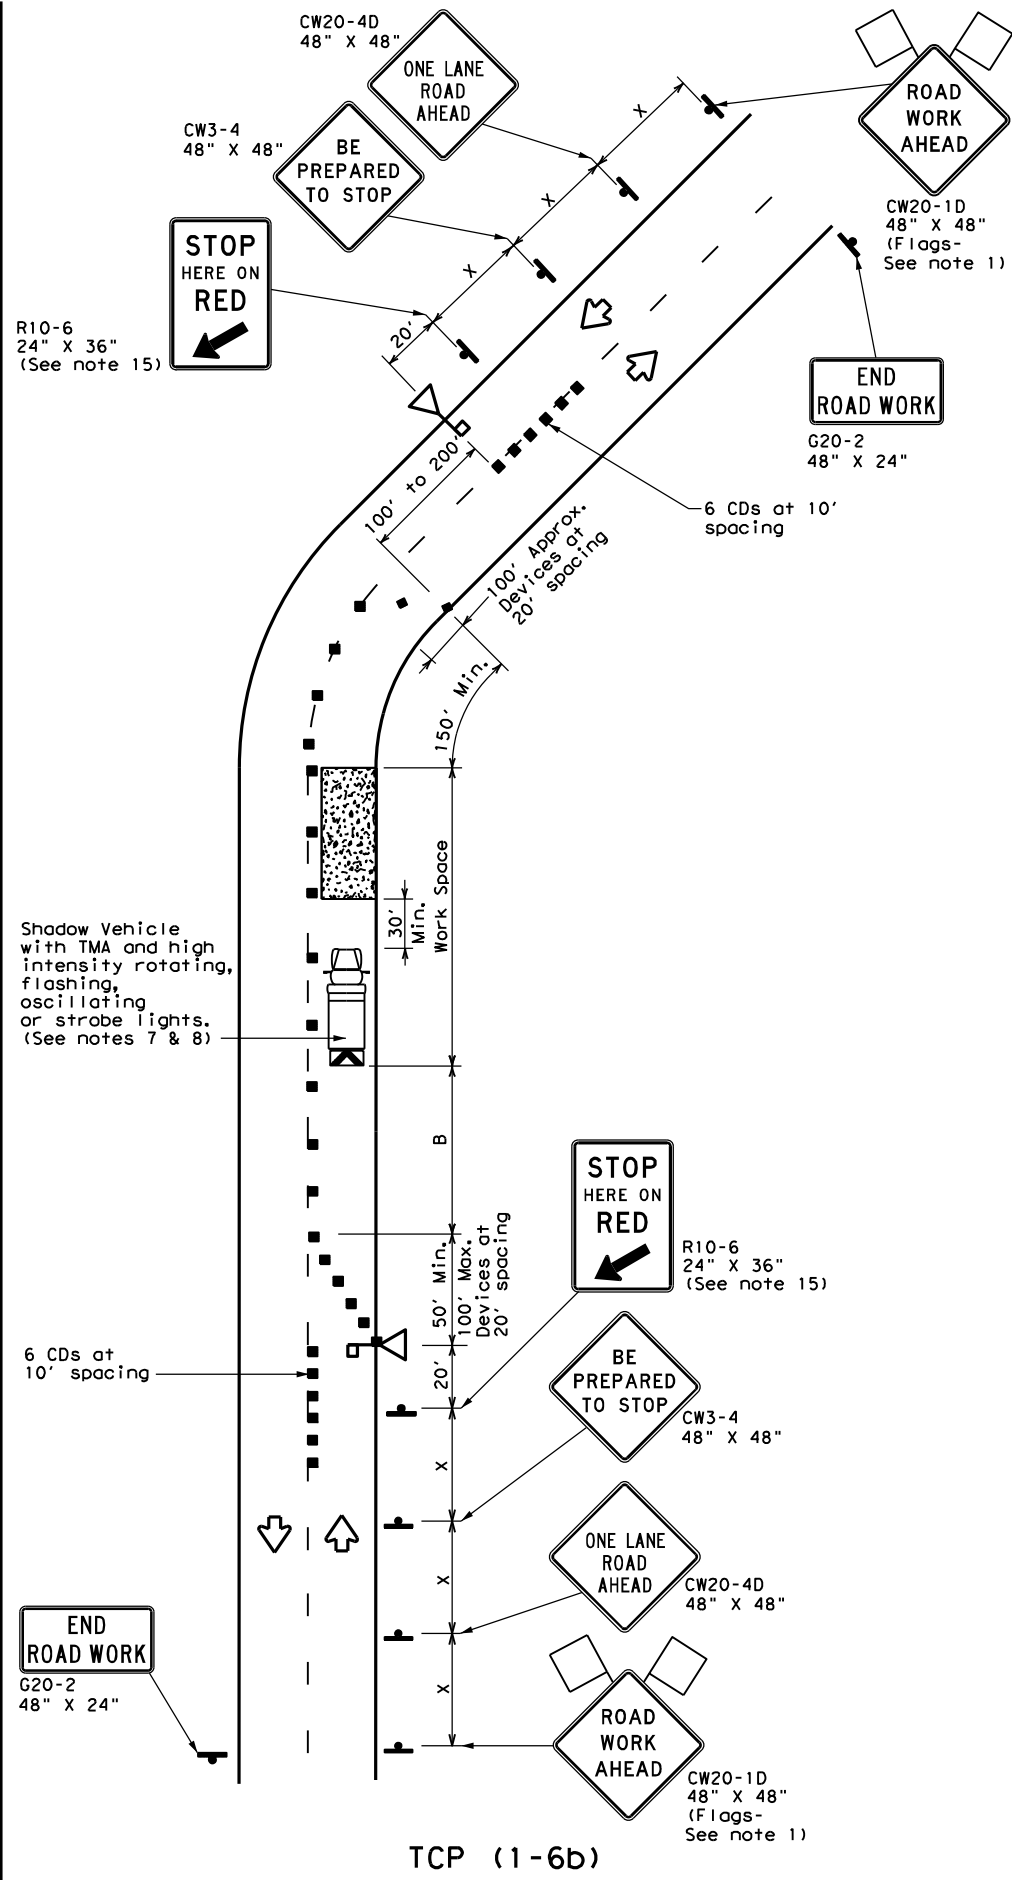 CW20-4D
48" X 48"
ONE LANE
ROAD
AHEAD
ROAD
WORK
AHEAD
CW20-1D
48" X 48"
(Flags-
See note 1)
X
CW3-4
48" X 48"
BE
PREPARED
TO STOP
X
STOP
HERE ON
RED
X
R10-6
24" X 36"
(See note 15)
20'
END
ROAD WORK
G20-2
48" X 24"
100' to 200'
6 CDs at 10'
spacing
100' Approx.
Devices at
20' spacing
150' Min.
Work Space
30'
Min.
Shadow Vehicle
with TMA and high
intensity rotating,
flashing,
oscillating
or strobe lights.
(See notes 7 & 8)
B
STOP
HERE ON
RED
R10-6
24" X 36"
(See note 15)
50' Min.
100' Max.
Devices at
20' spacing
6 CDs at
10' spacing
20'
BE
PREPARED
TO STOP
CW3-4
48" X 48"
X
ONE LANE
ROAD
AHEAD
CW20-4D
48" X 48"
X
END
ROAD WORK
G20-2
48" X 24"
X
ROAD
WORK
AHEAD
CW20-1D
48" X 48"
(Flags-
See note 1)
TCP (1-6b)